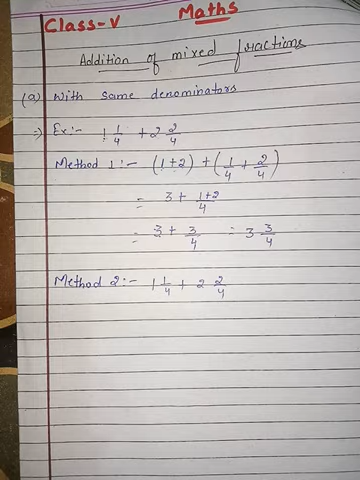 Class-V Maths
Addition of mixed fractions
(a) With same denominators
:) Ex:- 1 1/4 + 2 2/4
Method 1:- (1+2) + (1/4 + 2/4)
= 3 + 1+2/4
= 3 + 3/4 = 3 3/4
Method 2:- 1 1/4 + 2 2/4